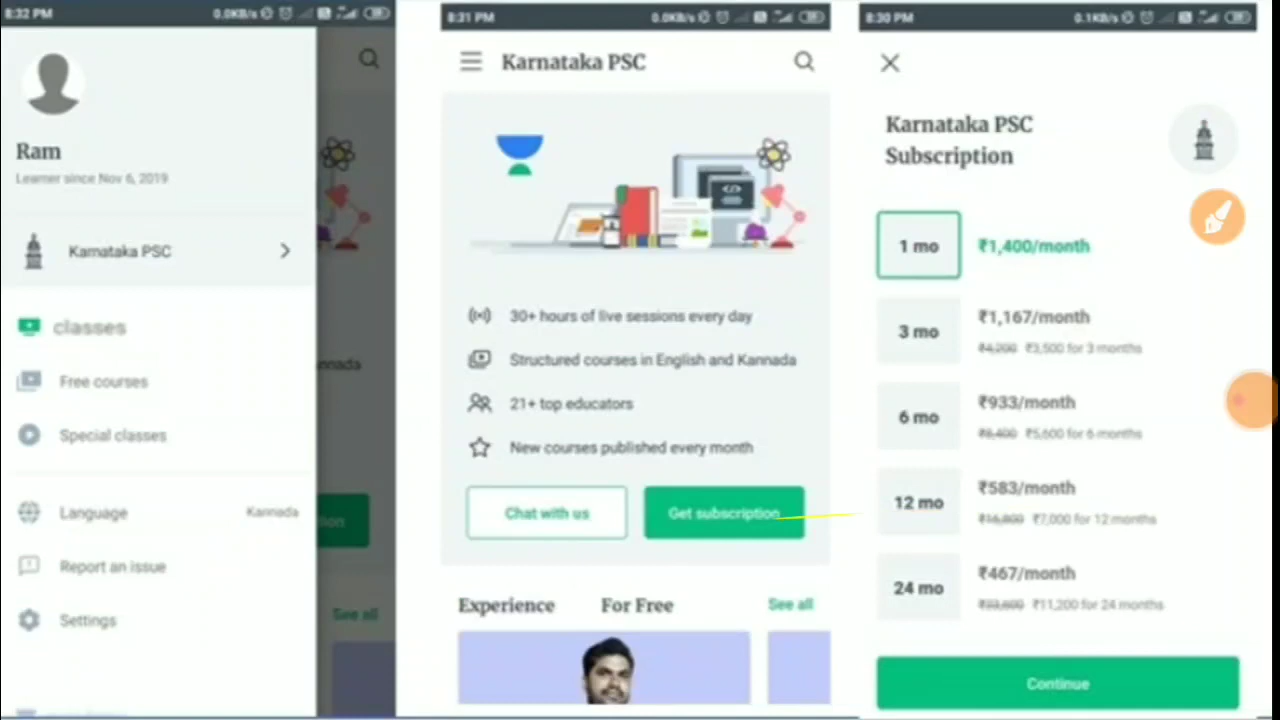 8:32 PM
0.0KB/s
Ram
Learner since Nov 6, 2019
Karnataka PSC
classes
Free courses
Special classes
Language
Kannada
Report an issue
Settings
nnada
ion
See all
8:31 PM
0.0KB/s
Karnataka PSC
30+ hours of live sessions every day
Structured courses in English and Kannada
21+ top educators
New courses published every month
Chat with us
Get subscription
Experience For Free
See all
8:30 PM
0.1KB/s
Karnataka PSC
Subscription
1 mo
₹1,400/month
3 mo
₹1,167/month
₹4,200 ₹3,500 for 3 months
6 mo
₹933/month
₹8,400 ₹5,600 for 6 months
12 mo
₹583/month
₹16,800 ₹7,000 for 12 months
24 mo
₹467/month
₹33,600 ₹11,200 for 24 months
Continue